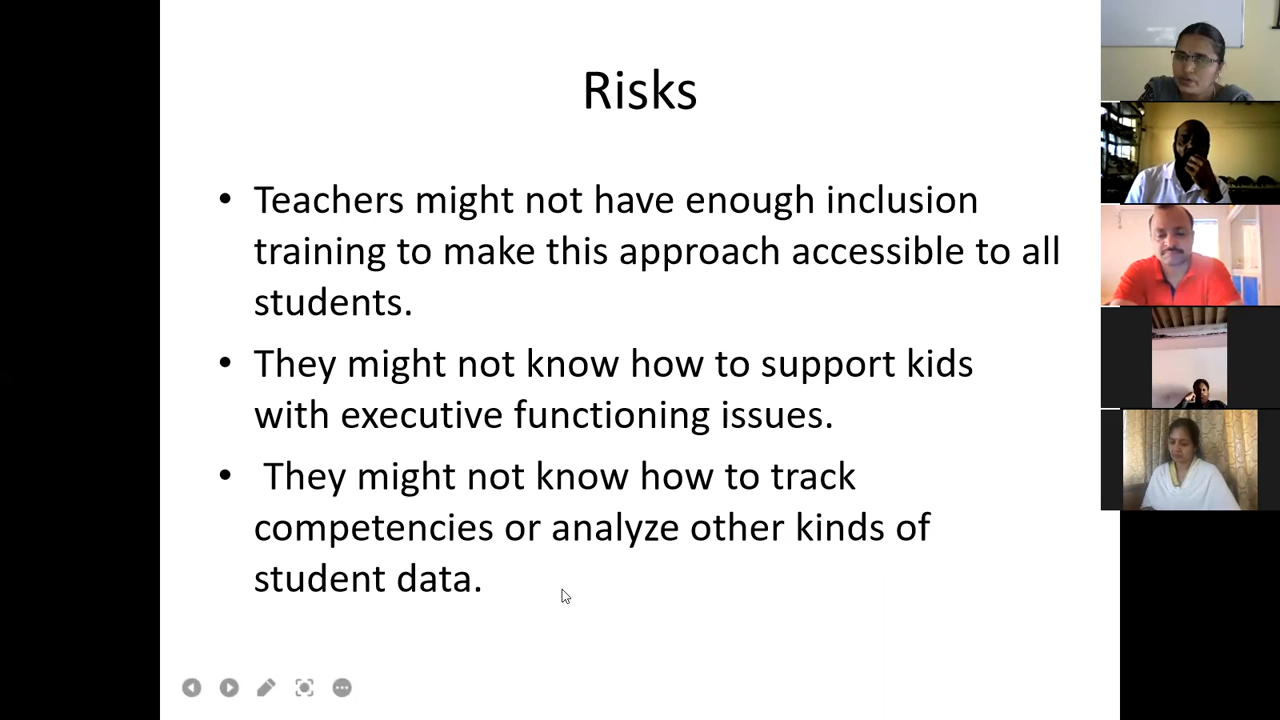 Risks
• Teachers might not have enough inclusion
training to make this approach accessible to all
students.
• They might not know how to support kids
with executive functioning issues.
• They might not know how to track
competencies or analyze other kinds of
student data.